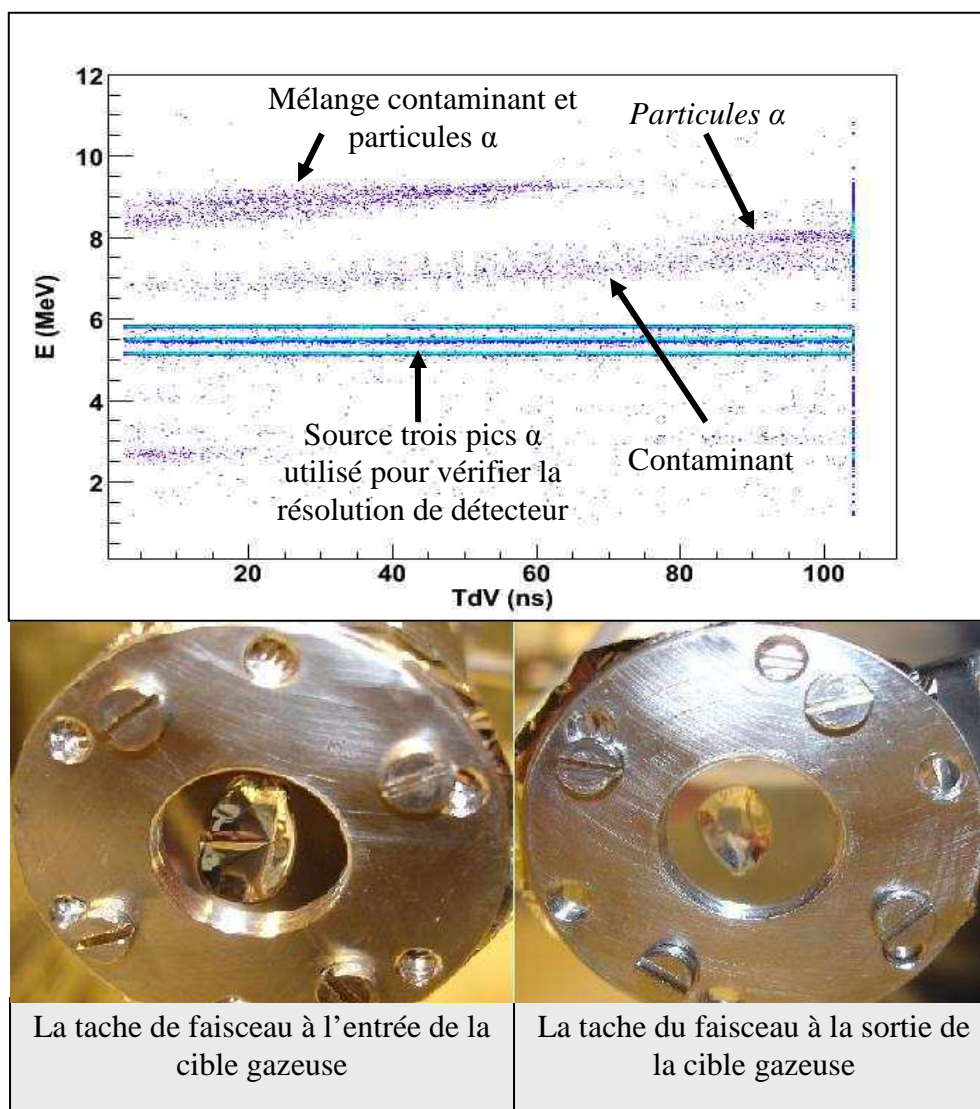 12
10
8
6
4
2
E (MeV)
Mélange contaminant et
particules α
Particules α
Source trois pics α
utilisé pour vérifier la
résolution de détecteur
Contaminant
20 40 60 80 100
TdV (ns)
La tache de faisceau à l’entrée de la
cible gazeuse
La tache du faisceau à la sortie de
la cible gazeuse